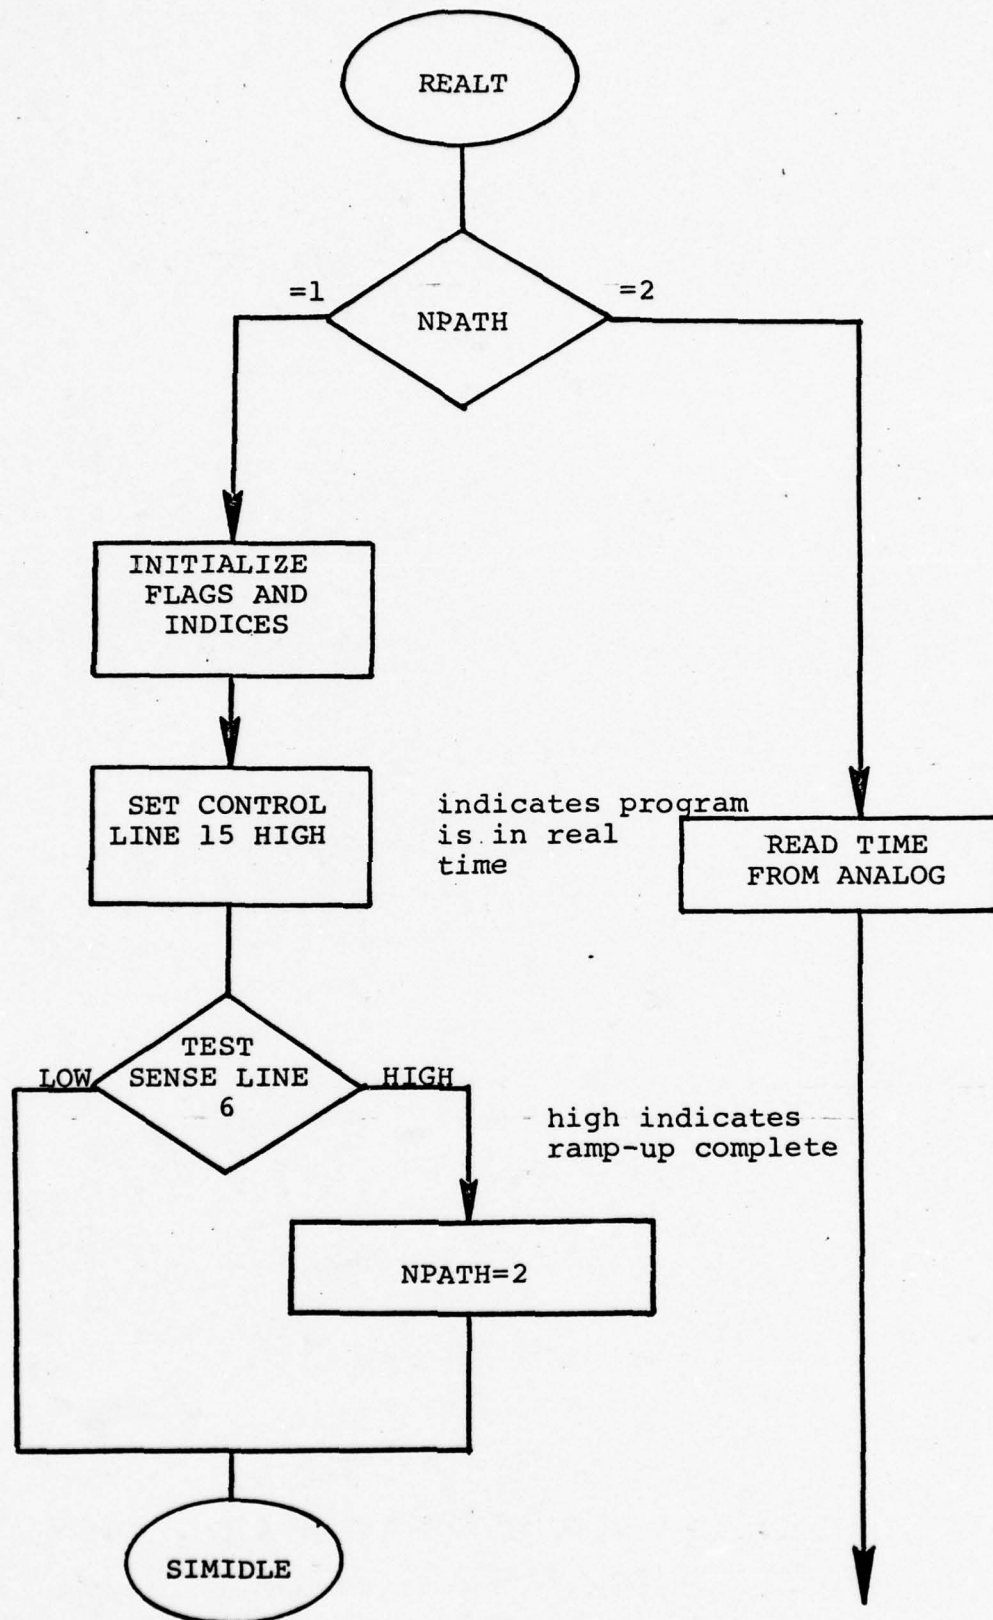 REALT
=1
=2
NPATH
INITIALIZE
FLAGS AND
INDICES
SET CONTROL
LINE 15 HIGH
indicates program
is in real
time
READ TIME
FROM ANALOG
TEST
SENSE LINE
6
LOW
HIGH
high indicates
ramp-up complete
NPATH=2
SIMIDLE